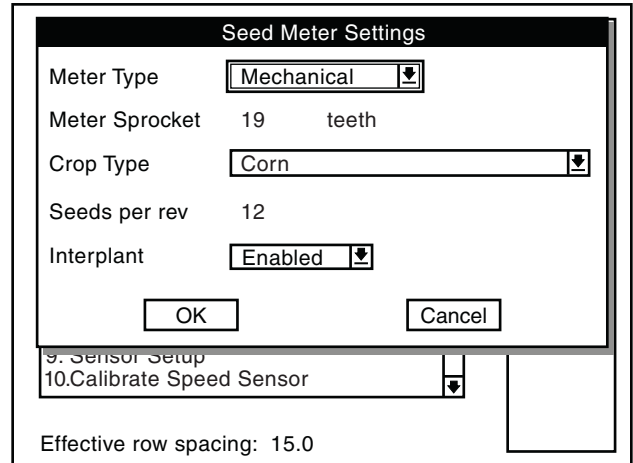 Seed Meter Settings
Meter Type Mechanical
Meter Sprocket 19 teeth
Crop Type Corn
Seeds per rev 12
Interplant Enabled
OK Cancel
9. Sensor Setup
10.Calibrate Speed Sensor
Effective row spacing: 15.0